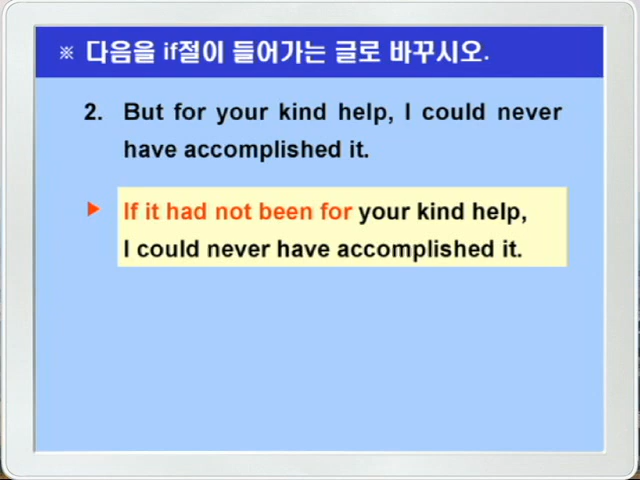 ※ 다음을 if절이 들어가는 글로 바꾸시오.
2. But for your kind help, I could never
have accomplished it.
▶ If it had not been for your kind help,
I could never have accomplished it.